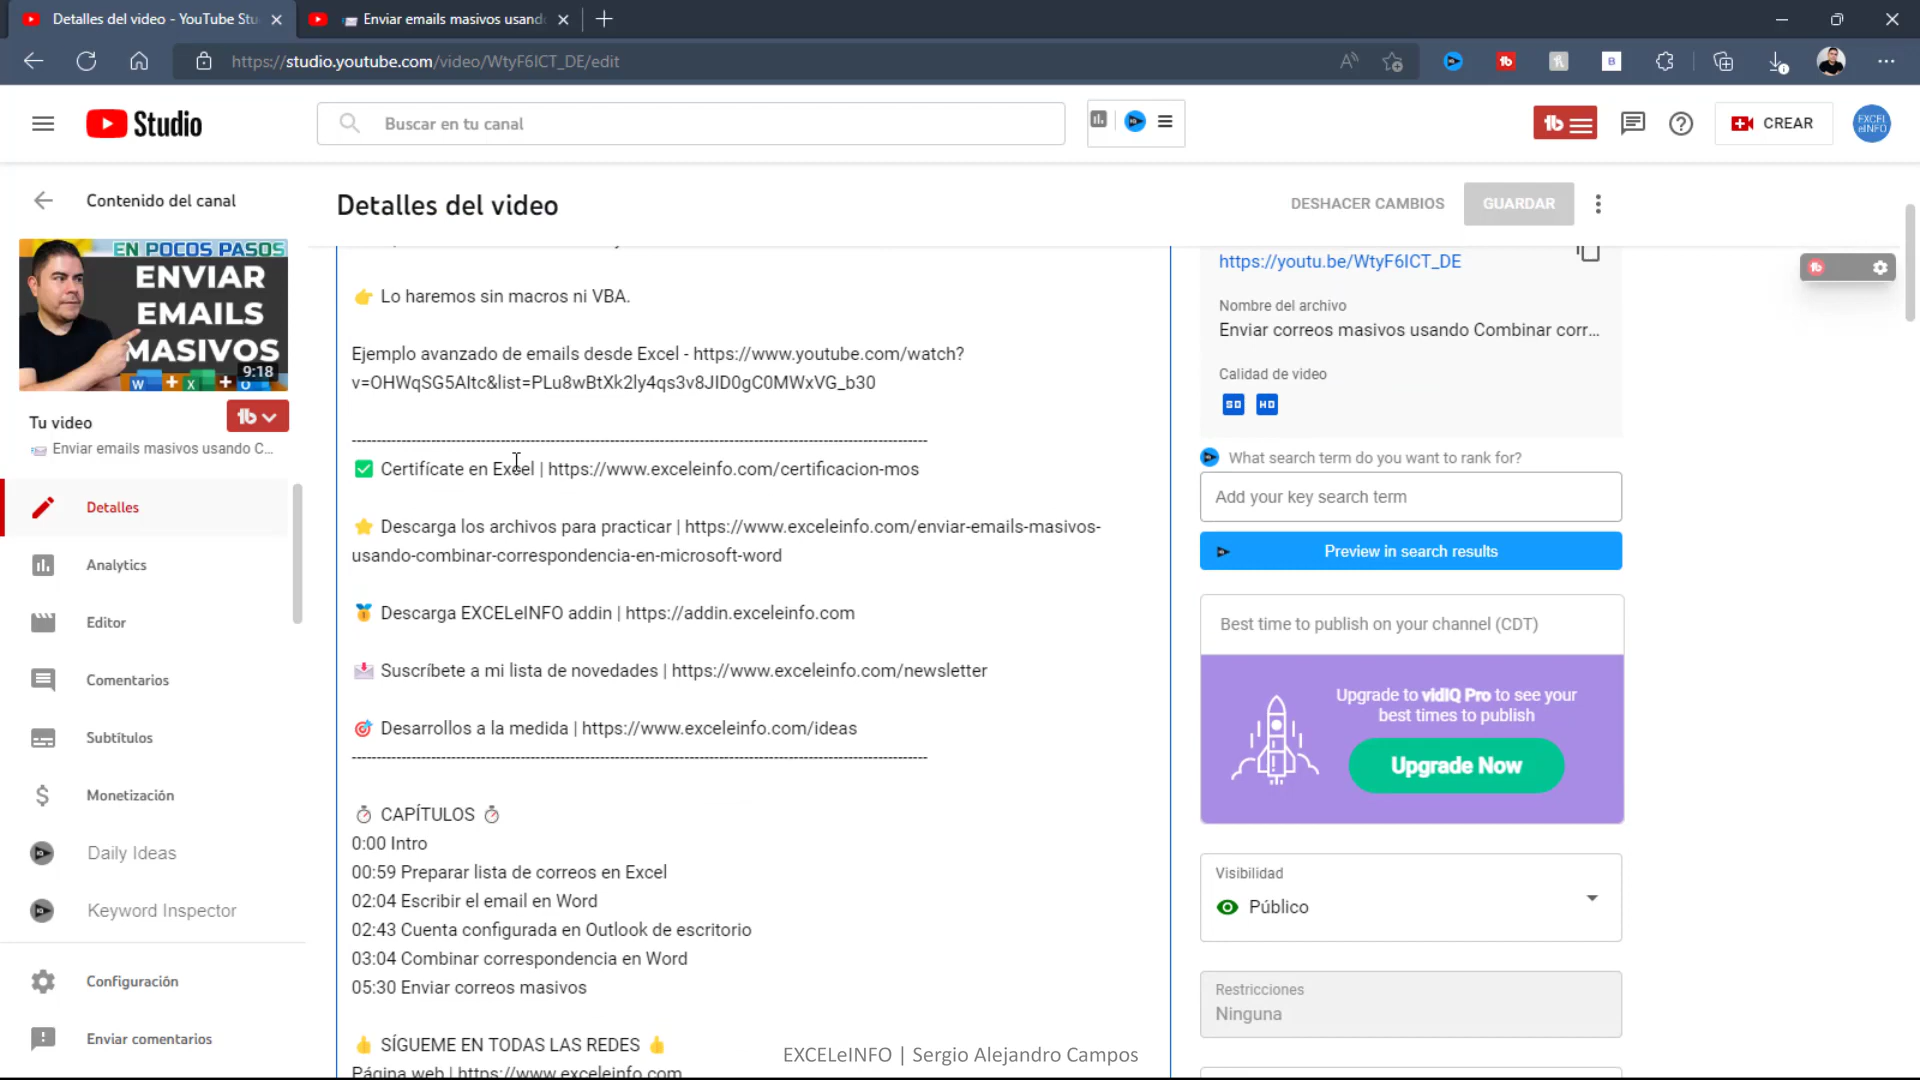 Detalles del video - YouTube Stu
Enviar emails masivos usand
https://studio.youtube.com/video/WtyF6ICT_DE/edit
Studio
Buscar en tu canal
CREAR
EXCEL
eINFO
Contenido del canal
Detalles del video
DESHACER CAMBIOS
GUARDAR
EN POCOS PASOS
ENVIAR
EMAILS
MASIVOS
9:18
Tu video
Enviar emails masivos usando C...
Detalles
Analytics
Editor
Comentarios
Subtítulos
Monetización
Daily Ideas
Keyword Inspector
Configuración
Enviar comentarios
👉 Lo haremos sin macros ni VBA.
Ejemplo avanzado de emails desde Excel - https://www.youtube.com/watch?
v=OHWqSG5AItc&list=PLu8wBtXk2ly4qs3v8JID0gC0MWxVG_b30
✅ Certifícate en Excel | https://www.exceleinfo.com/certificacion-mos
⭐ Descarga los archivos para practicar | https://www.exceleinfo.com/enviar-emails-masivos-
usando-combinar-correspondencia-en-microsoft-word
🏅 Descarga EXCELeINFO addin | https://addin.exceleinfo.com
📩 Suscríbete a mi lista de novedades | https://www.exceleinfo.com/newsletter
🎯 Desarrollos a la medida | https://www.exceleinfo.com/ideas
⏱ CAPÍTULOS ⏱
0:00 Intro
00:59 Preparar lista de correos en Excel
02:04 Escribir el email en Word
02:43 Cuenta configurada en Outlook de escritorio
03:04 Combinar correspondencia en Word
05:30 Enviar correos masivos
👍 SÍGUEME EN TODAS LAS REDES 👍
Página web | https://www.exceleinfo.com
https://youtu.be/WtyF6ICT_DE
Nombre del archivo
Enviar correos masivos usando Combinar corr...
Calidad de video
SD HD
What search term do you want to rank for?
Add your key search term
Preview in search results
Best time to publish on your channel (CDT)
Upgrade to vidIQ Pro to see your
best times to publish
Upgrade Now
Visibilidad
Público
Restricciones
Ninguna
EXCELeINFO | Sergio Alejandro Campos